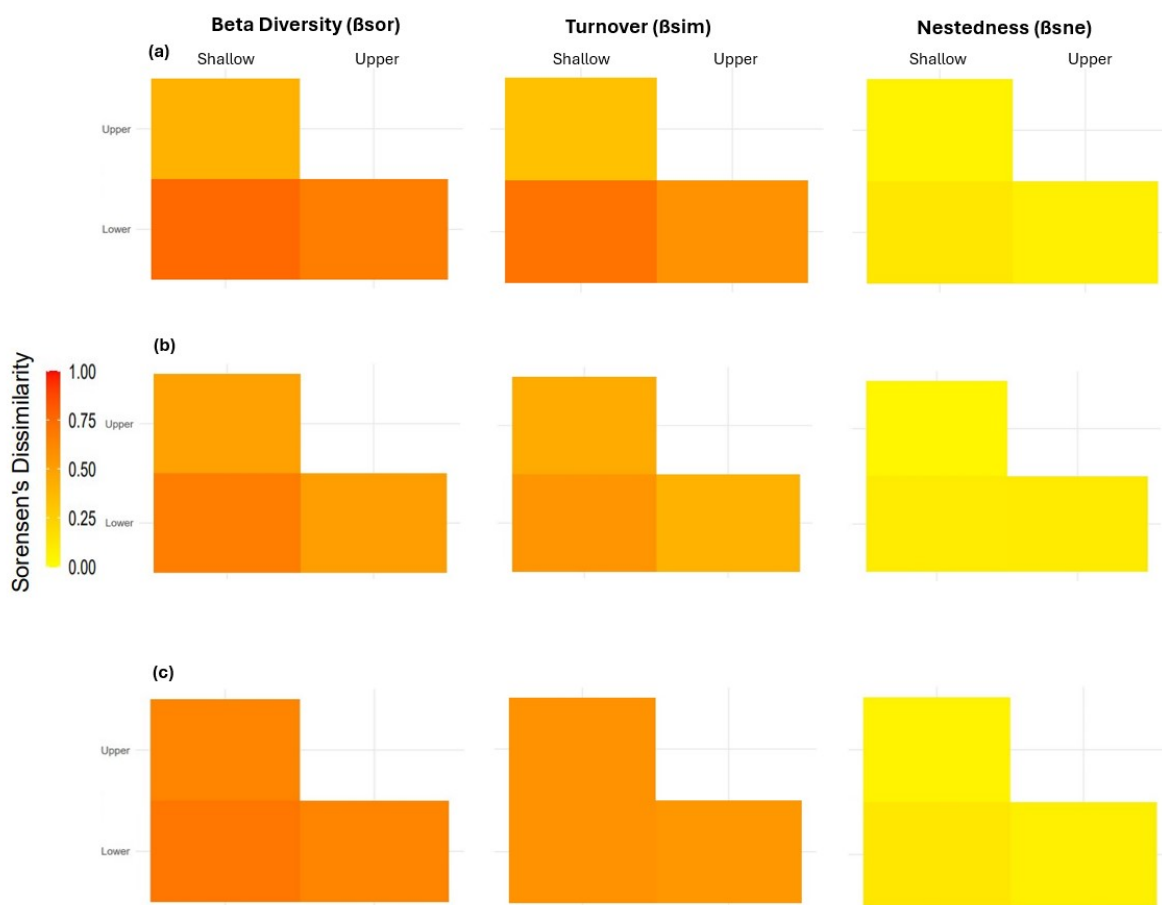 Beta Diversity (ßsor) Turnover (ßsim) Nestedness (ßsne)
(a)
Shallow Upper Shallow Upper Shallow Upper
Upper
Lower
(b)
Sorensen's Dissimilarity
1.00
0.75
0.50
0.25
0.00
Upper
Lower
(c)
Upper
Lower